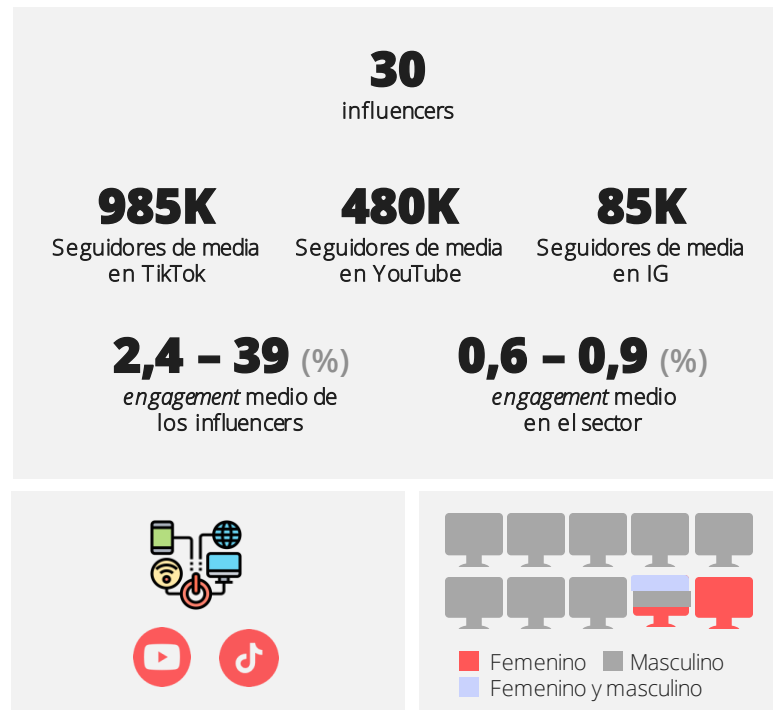 30
influencers
985K
Seguidores de media
en TikTok
480K
Seguidores de media
en YouTube
85K
Seguidores de media
en IG
2,4 – 39 (%)
engagement medio de
los influencers
0,6 – 0,9 (%)
engagement medio
en el sector
Femenino
Masculino
Femenino y masculino